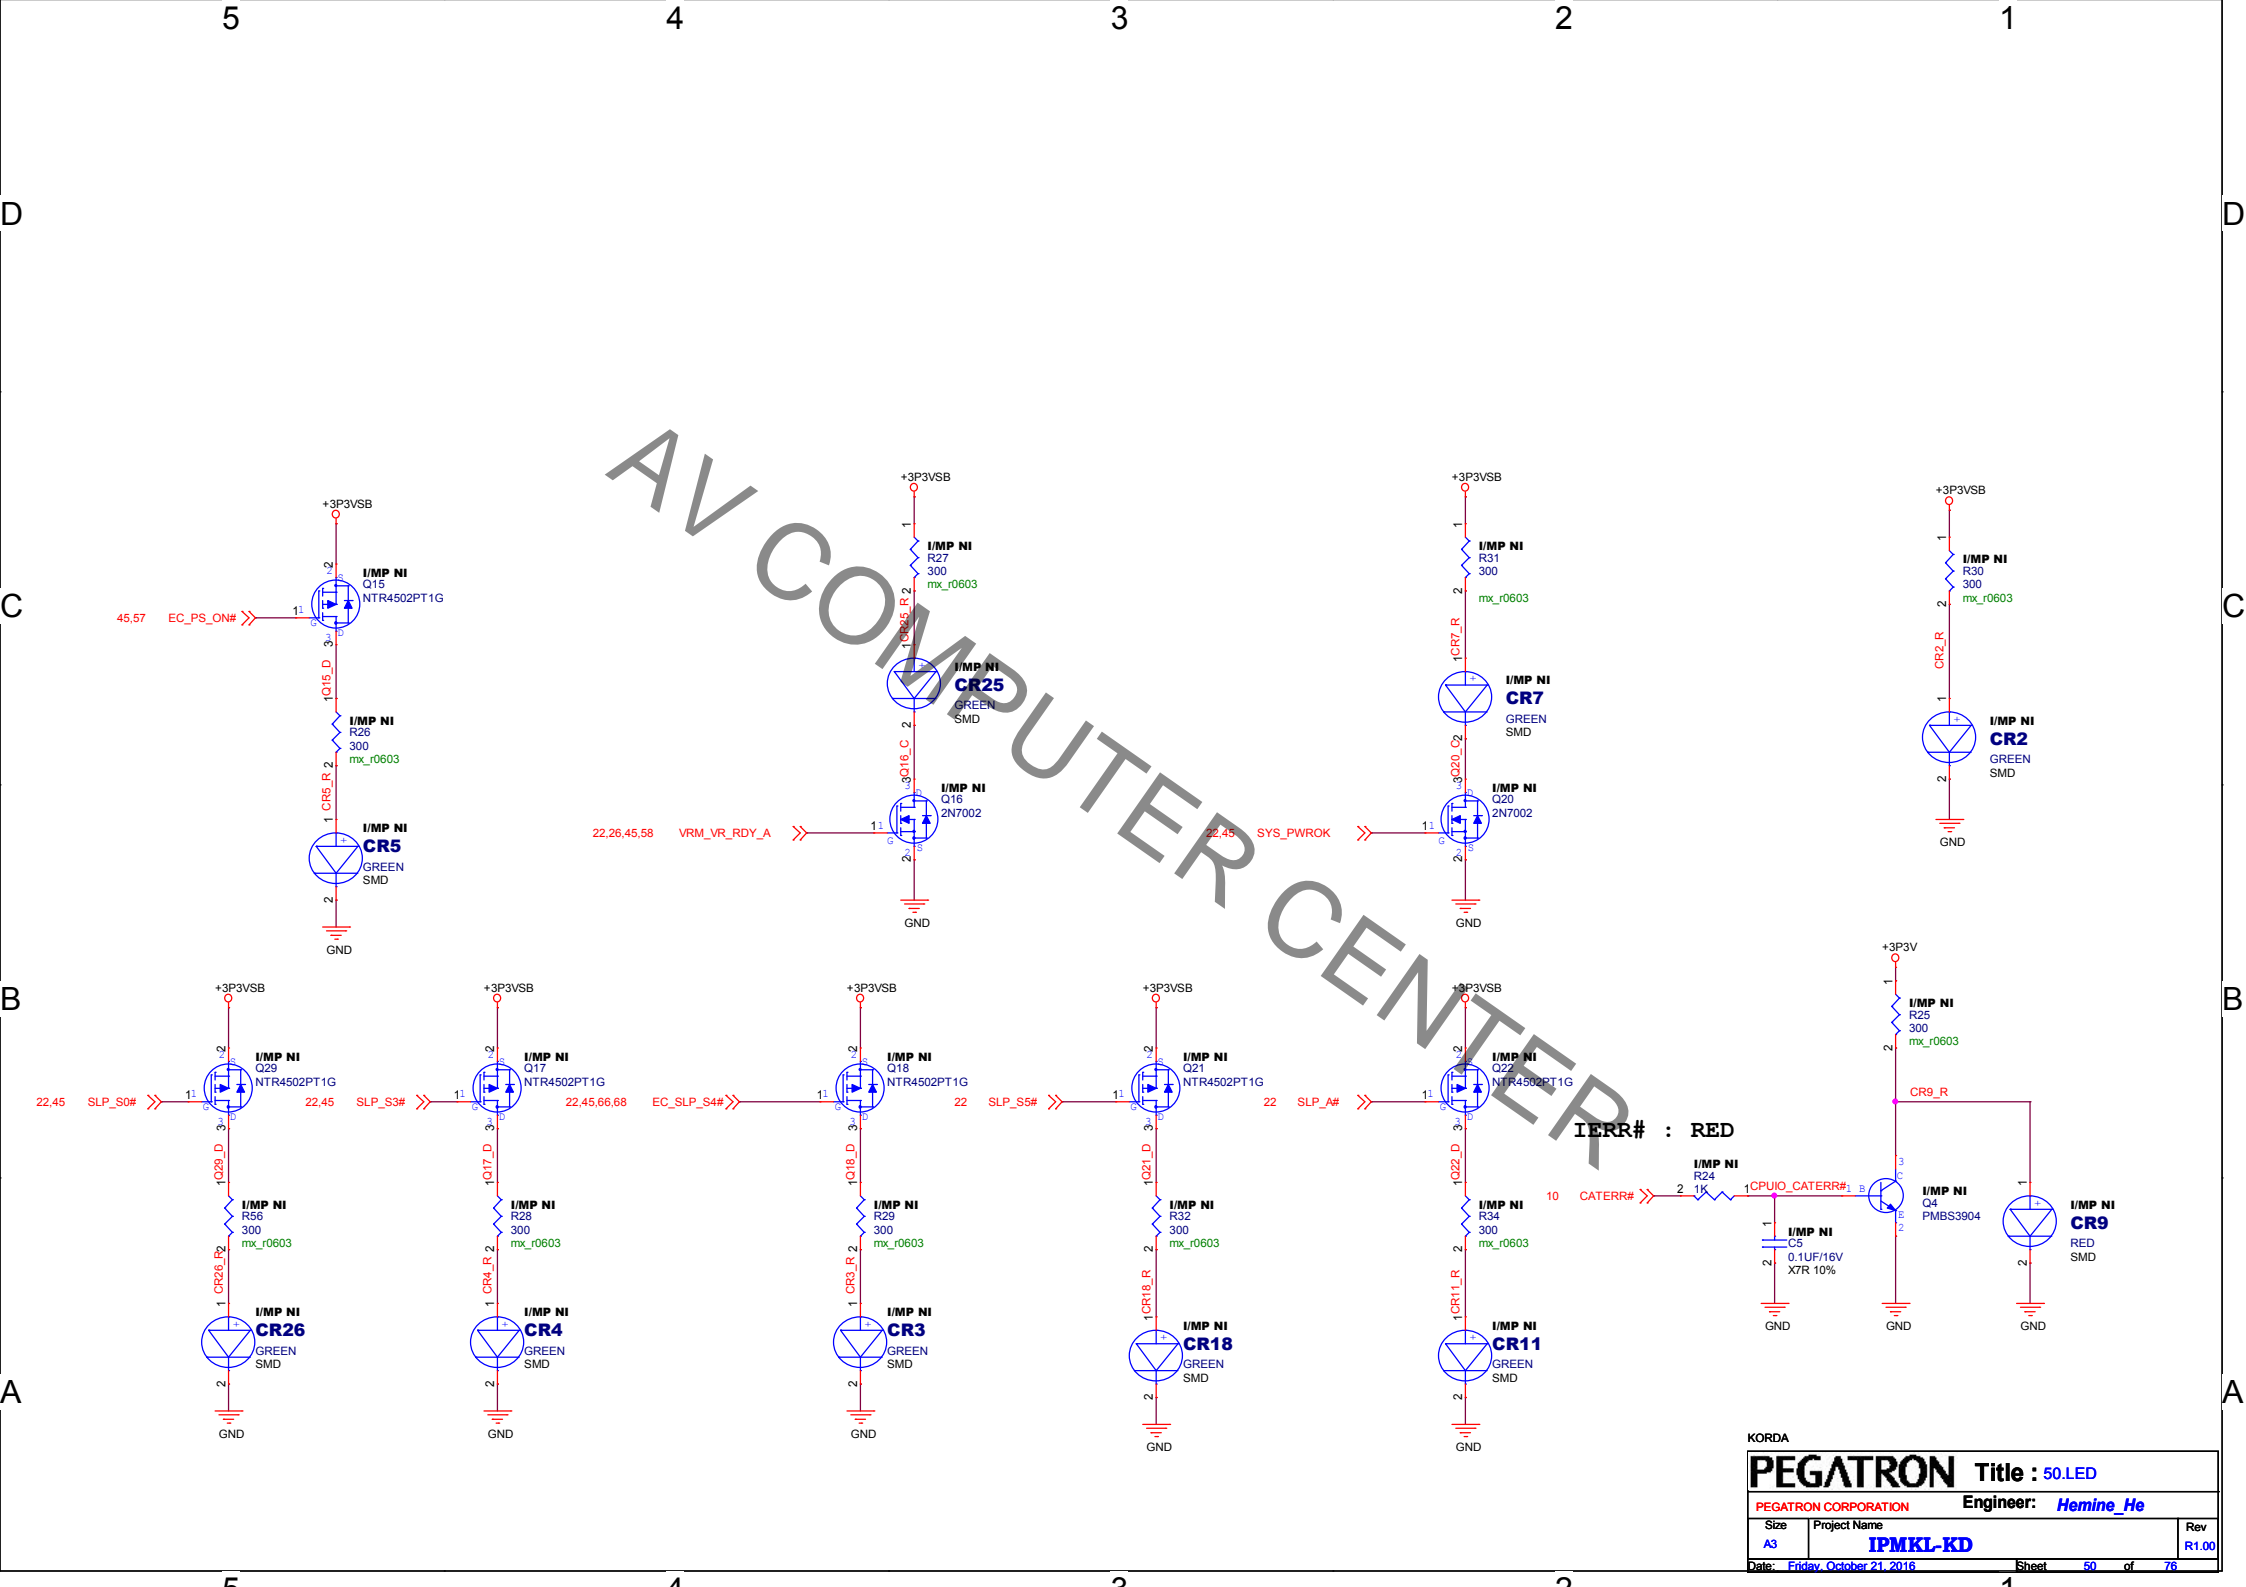 5 4 3 2 1
D D
C C
B B
A A
AV COMPUTER CENTER
+3P3VSB
I/MP NI
Q15
NTR4502PT1G
45,57 EC_PS_ON#
Q15_D
I/MP NI
R26
300
mx_r0603
CR5_R
I/MP NI
CR5
GREEN
SMD
GND
+3P3VSB
I/MP NI
R27
300
mx_r0603
CR25_R
I/MP NI
CR25
GREEN
SMD
Q16_C
I/MP NI
Q16
2N7002
22,26,45,58 VRM_VR_RDY_A
GND
+3P3VSB
I/MP NI
R31
300
mx_r0603
CR7_R
I/MP NI
CR7
GREEN
SMD
Q20_C
I/MP NI
Q20
2N7002
22,45 SYS_PWROK
GND
+3P3VSB
I/MP NI
R30
300
mx_r0603
CR2_R
I/MP NI
CR2
GREEN
SMD
GND
+3P3VSB
I/MP NI
Q29
NTR4502PT1G
22,45 SLP_S0#
Q29_D
I/MP NI
R56
300
mx_r0603
CR26_R
I/MP NI
CR26
GREEN
SMD
GND
+3P3VSB
I/MP NI
Q17
NTR4502PT1G
22,45 SLP_S3#
Q17_D
I/MP NI
R28
300
mx_r0603
CR4_R
I/MP NI
CR4
GREEN
SMD
GND
+3P3VSB
I/MP NI
Q18
NTR4502PT1G
22,45,66,68 EC_SLP_S4#
Q18_D
I/MP NI
R29
300
mx_r0603
CR3_R
I/MP NI
CR3
GREEN
SMD
GND
+3P3VSB
I/MP NI
Q21
NTR4502PT1G
22 SLP_S5#
Q21_D
I/MP NI
R32
300
mx_r0603
CR18_R
I/MP NI
CR18
GREEN
SMD
GND
+3P3VSB
I/MP NI
Q22
NTR4502PT1G
22 SLP_A#
Q22_D
I/MP NI
R34
300
mx_r0603
CR11_R
I/MP NI
CR11
GREEN
SMD
GND
IERR# : RED
+3P3V
I/MP NI
R25
300
mx_r0603
CR9_R
I/MP NI
R24
1K
10 CATERR#
CPUIO_CATERR#
I/MP NI
C5
0.1UF/16V
X7R 10%
GND
I/MP NI
Q4
PMBS3904
GND
I/MP NI
CR9
RED
SMD
GND
KORDA
PEGATRON Title : 50.LED
PEGATRON CORPORATION Engineer: Hemine_He
Size Project Name Rev
A3 IPMKL-KD R1.00
Date: Friday, October 21, 2016 Sheet 50 of 76